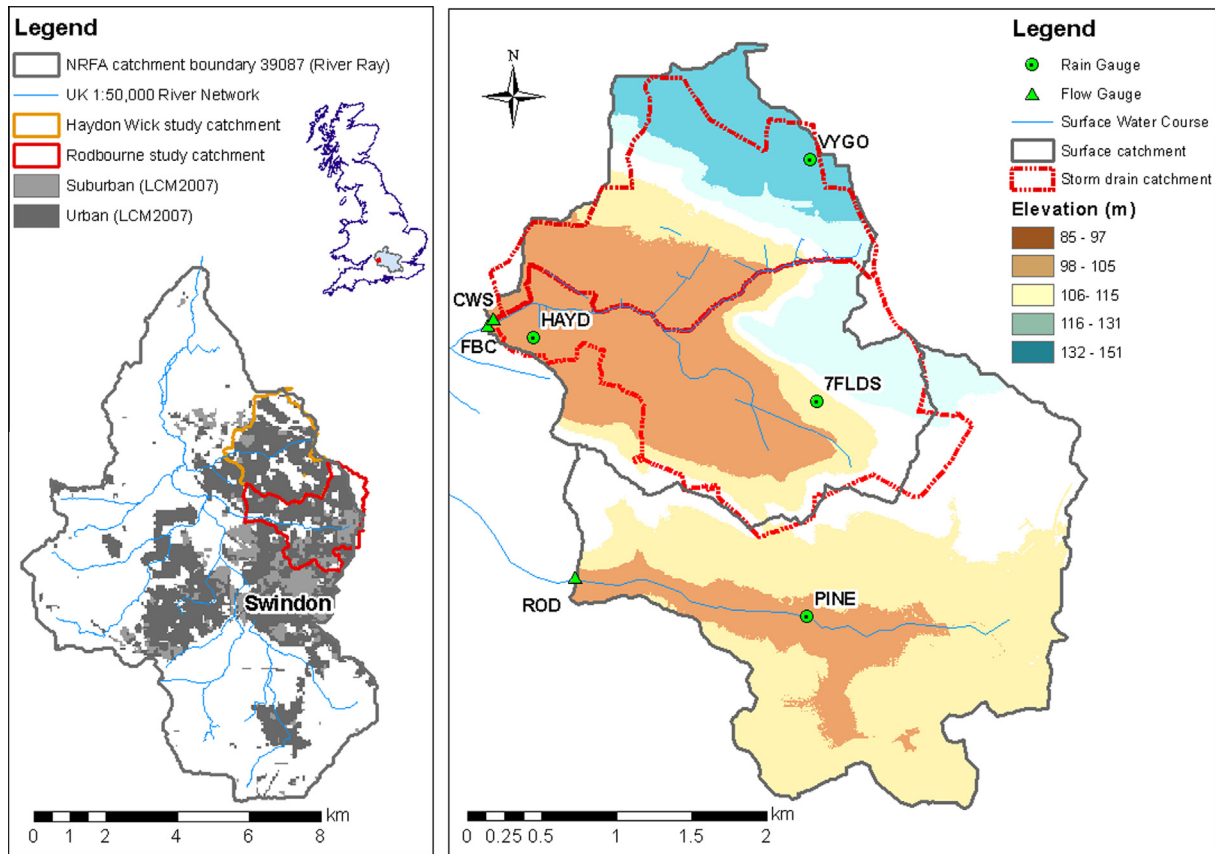 Legend
NRFA catchment boundary 39087 (River Ray)
UK 1:50,000 River Network
Haydon Wick study catchment
Rodbourne study catchment
Suburban (LCM2007)
Urban (LCM2007)
Swindon
km
0 2 4 6 8
N
VYGO
CWS
HAYD
FBC
7FLDS
ROD
PINE
km
0 0.25 0.5 1 1.5 2
Legend
Rain Gauge
Flow Gauge
Surface Water Course
Surface catchment
Storm drain catchment
Elevation (m)
85 - 97
98 - 105
106- 115
116 - 131
132 - 151